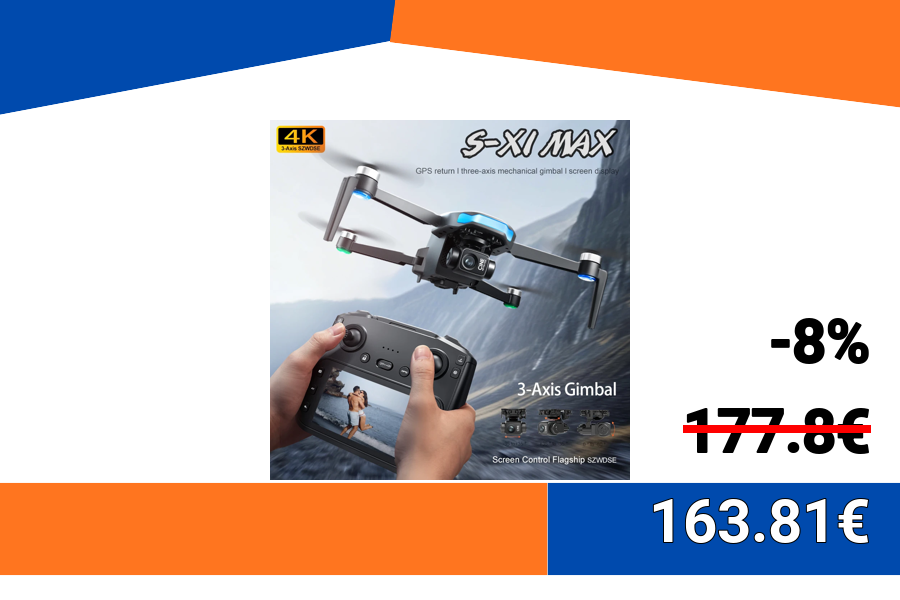 4K
3-Axis SZWDSE
S-X1 MAX
GPS return l three-axis mechanical gimbal l screen display
3-Axis Gimbal
Screen Control Flagship SZWDSE
-8%
177.8€
163.81€